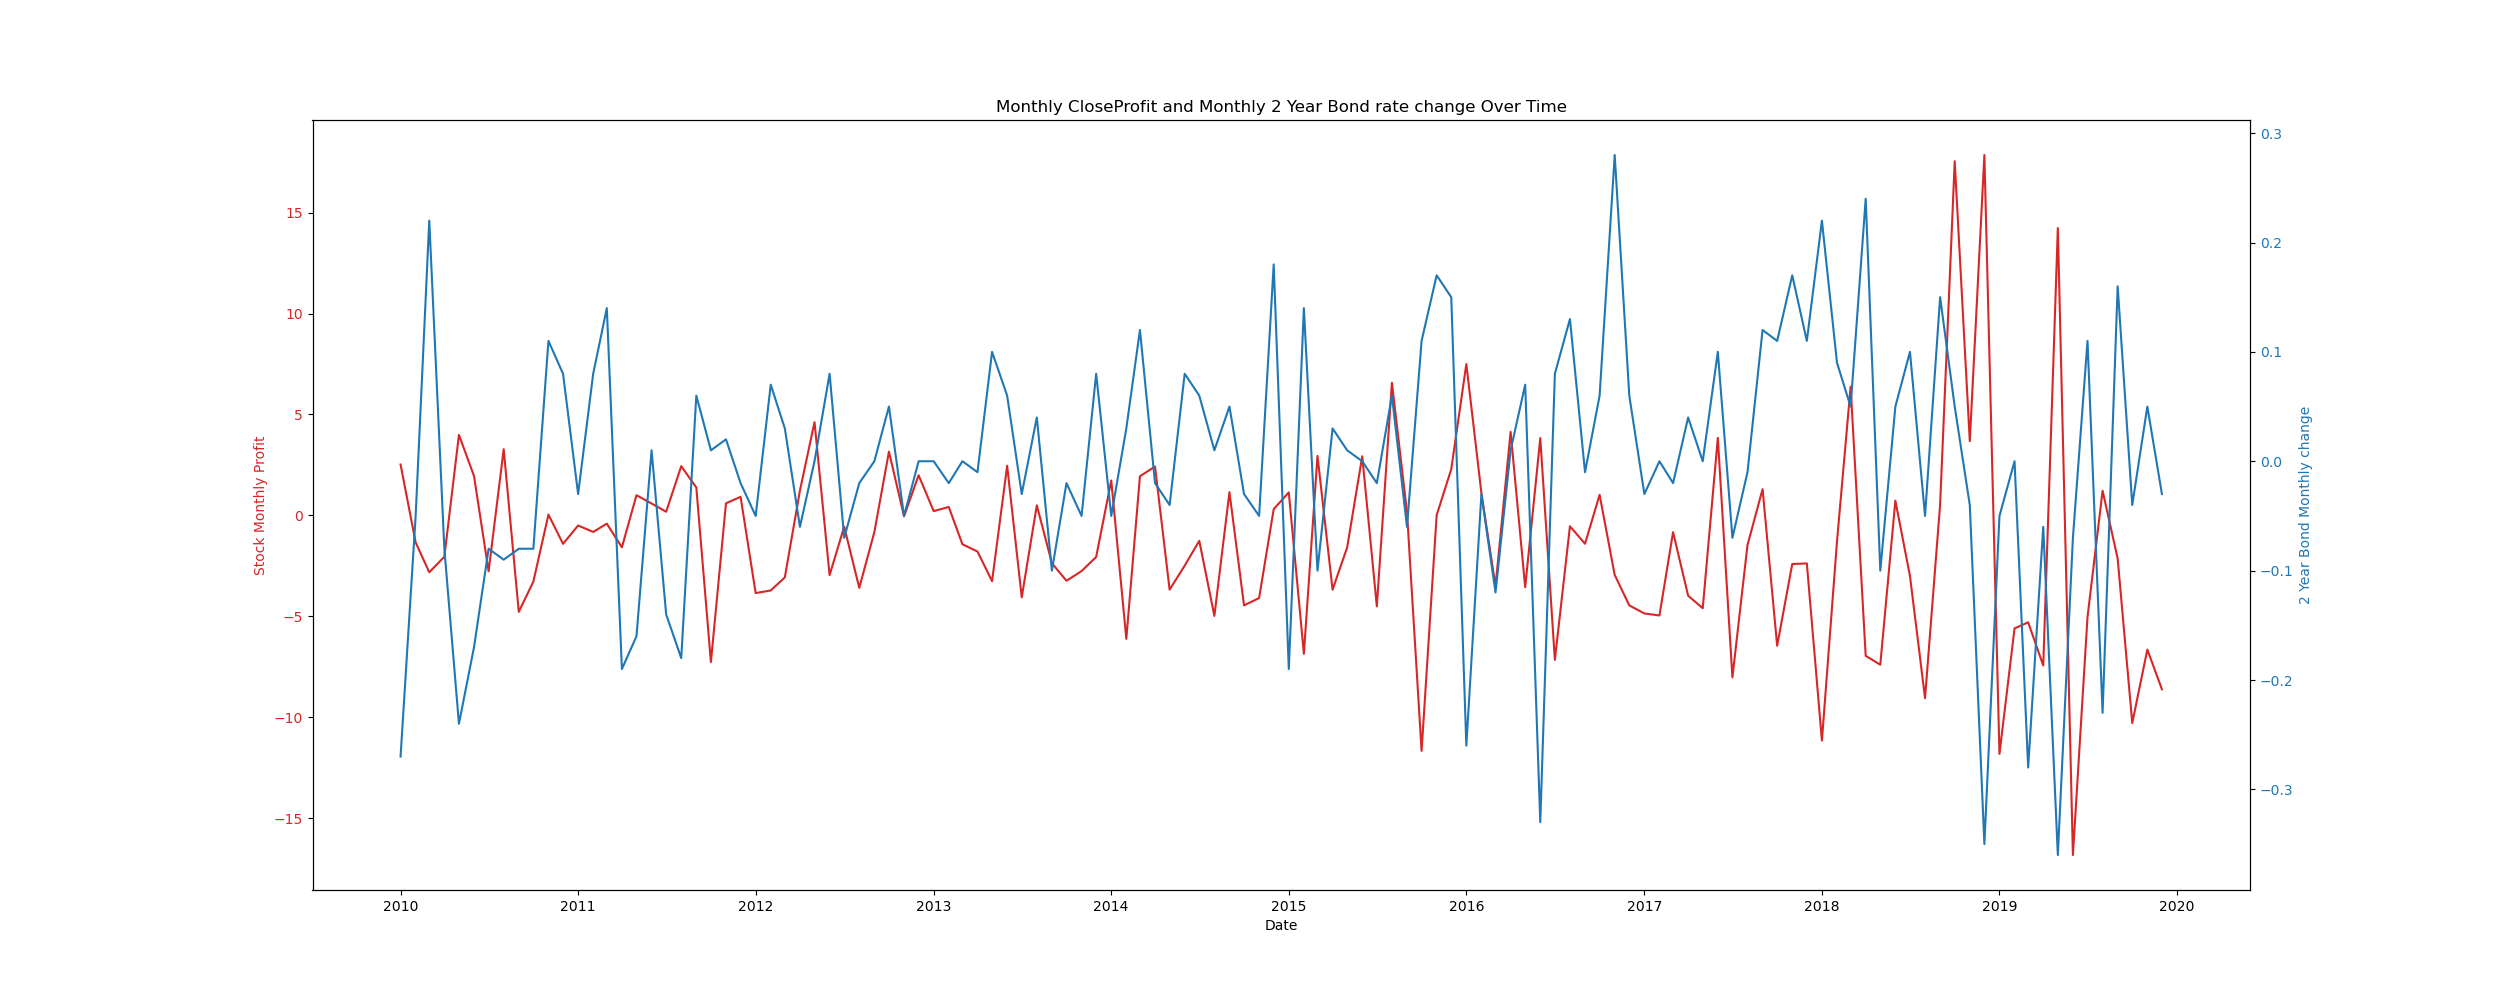 Monthly CloseProfit and Monthly 2 Year Bond rate change Over Time
Stock Monthly Profit
15
10
5
0
−5
−10
−15
0.3
0.2
0.1
0.0
−0.1
−0.2
−0.3
2 Year Bond Monthly change
2010 2011 2012 2013 2014 2015 2016 2017 2018 2019 2020
Date